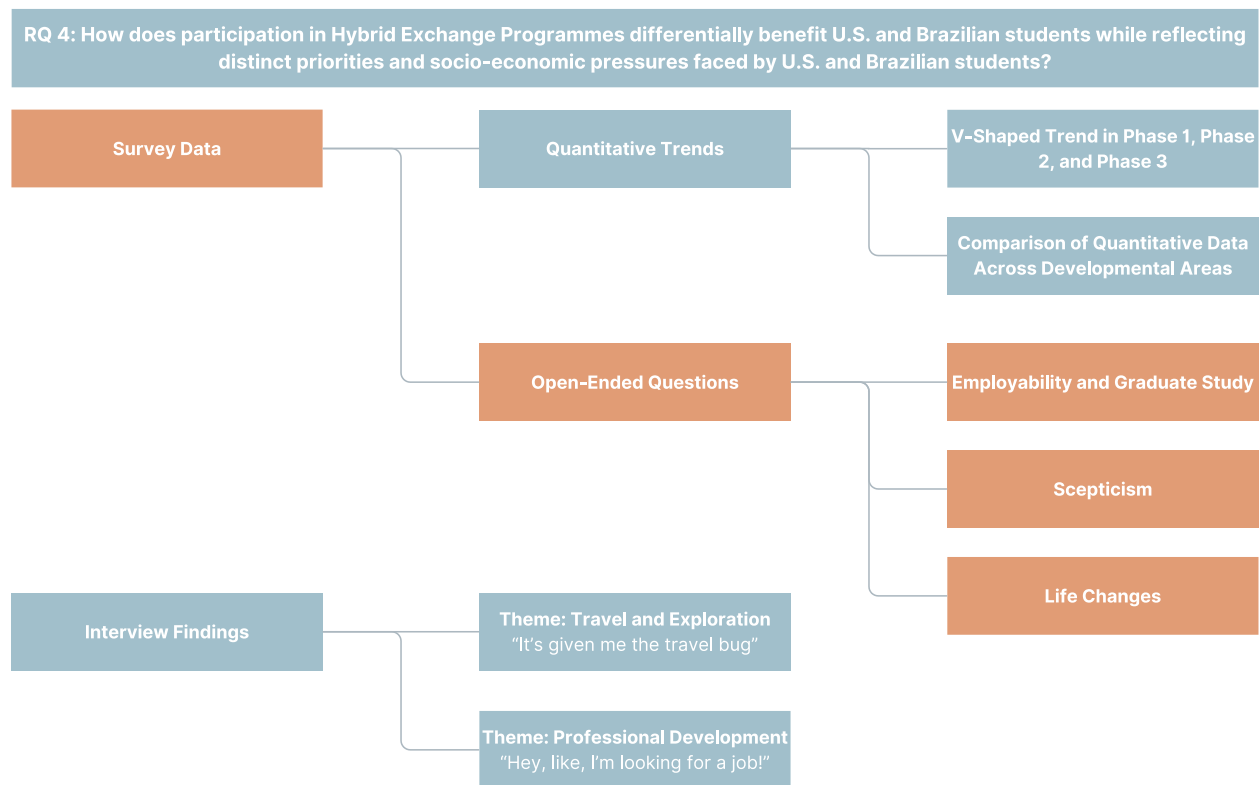 RQ 4: How does participation in Hybrid Exchange Programmes differentially benefit U.S. and Brazilian students while reflecting
distinct priorities and socio-economic pressures faced by U.S. and Brazilian students?
Survey Data
Quantitative Trends
V-Shaped Trend in Phase 1, Phase
2, and Phase 3
Comparison of Quantitative Data
Across Developmental Areas
Open-Ended Questions
Employability and Graduate Study
Scepticism
Life Changes
Interview Findings
Theme: Travel and Exploration
“It’s given me the travel bug”
Theme: Professional Development
“Hey, like, I’m looking for a job!”